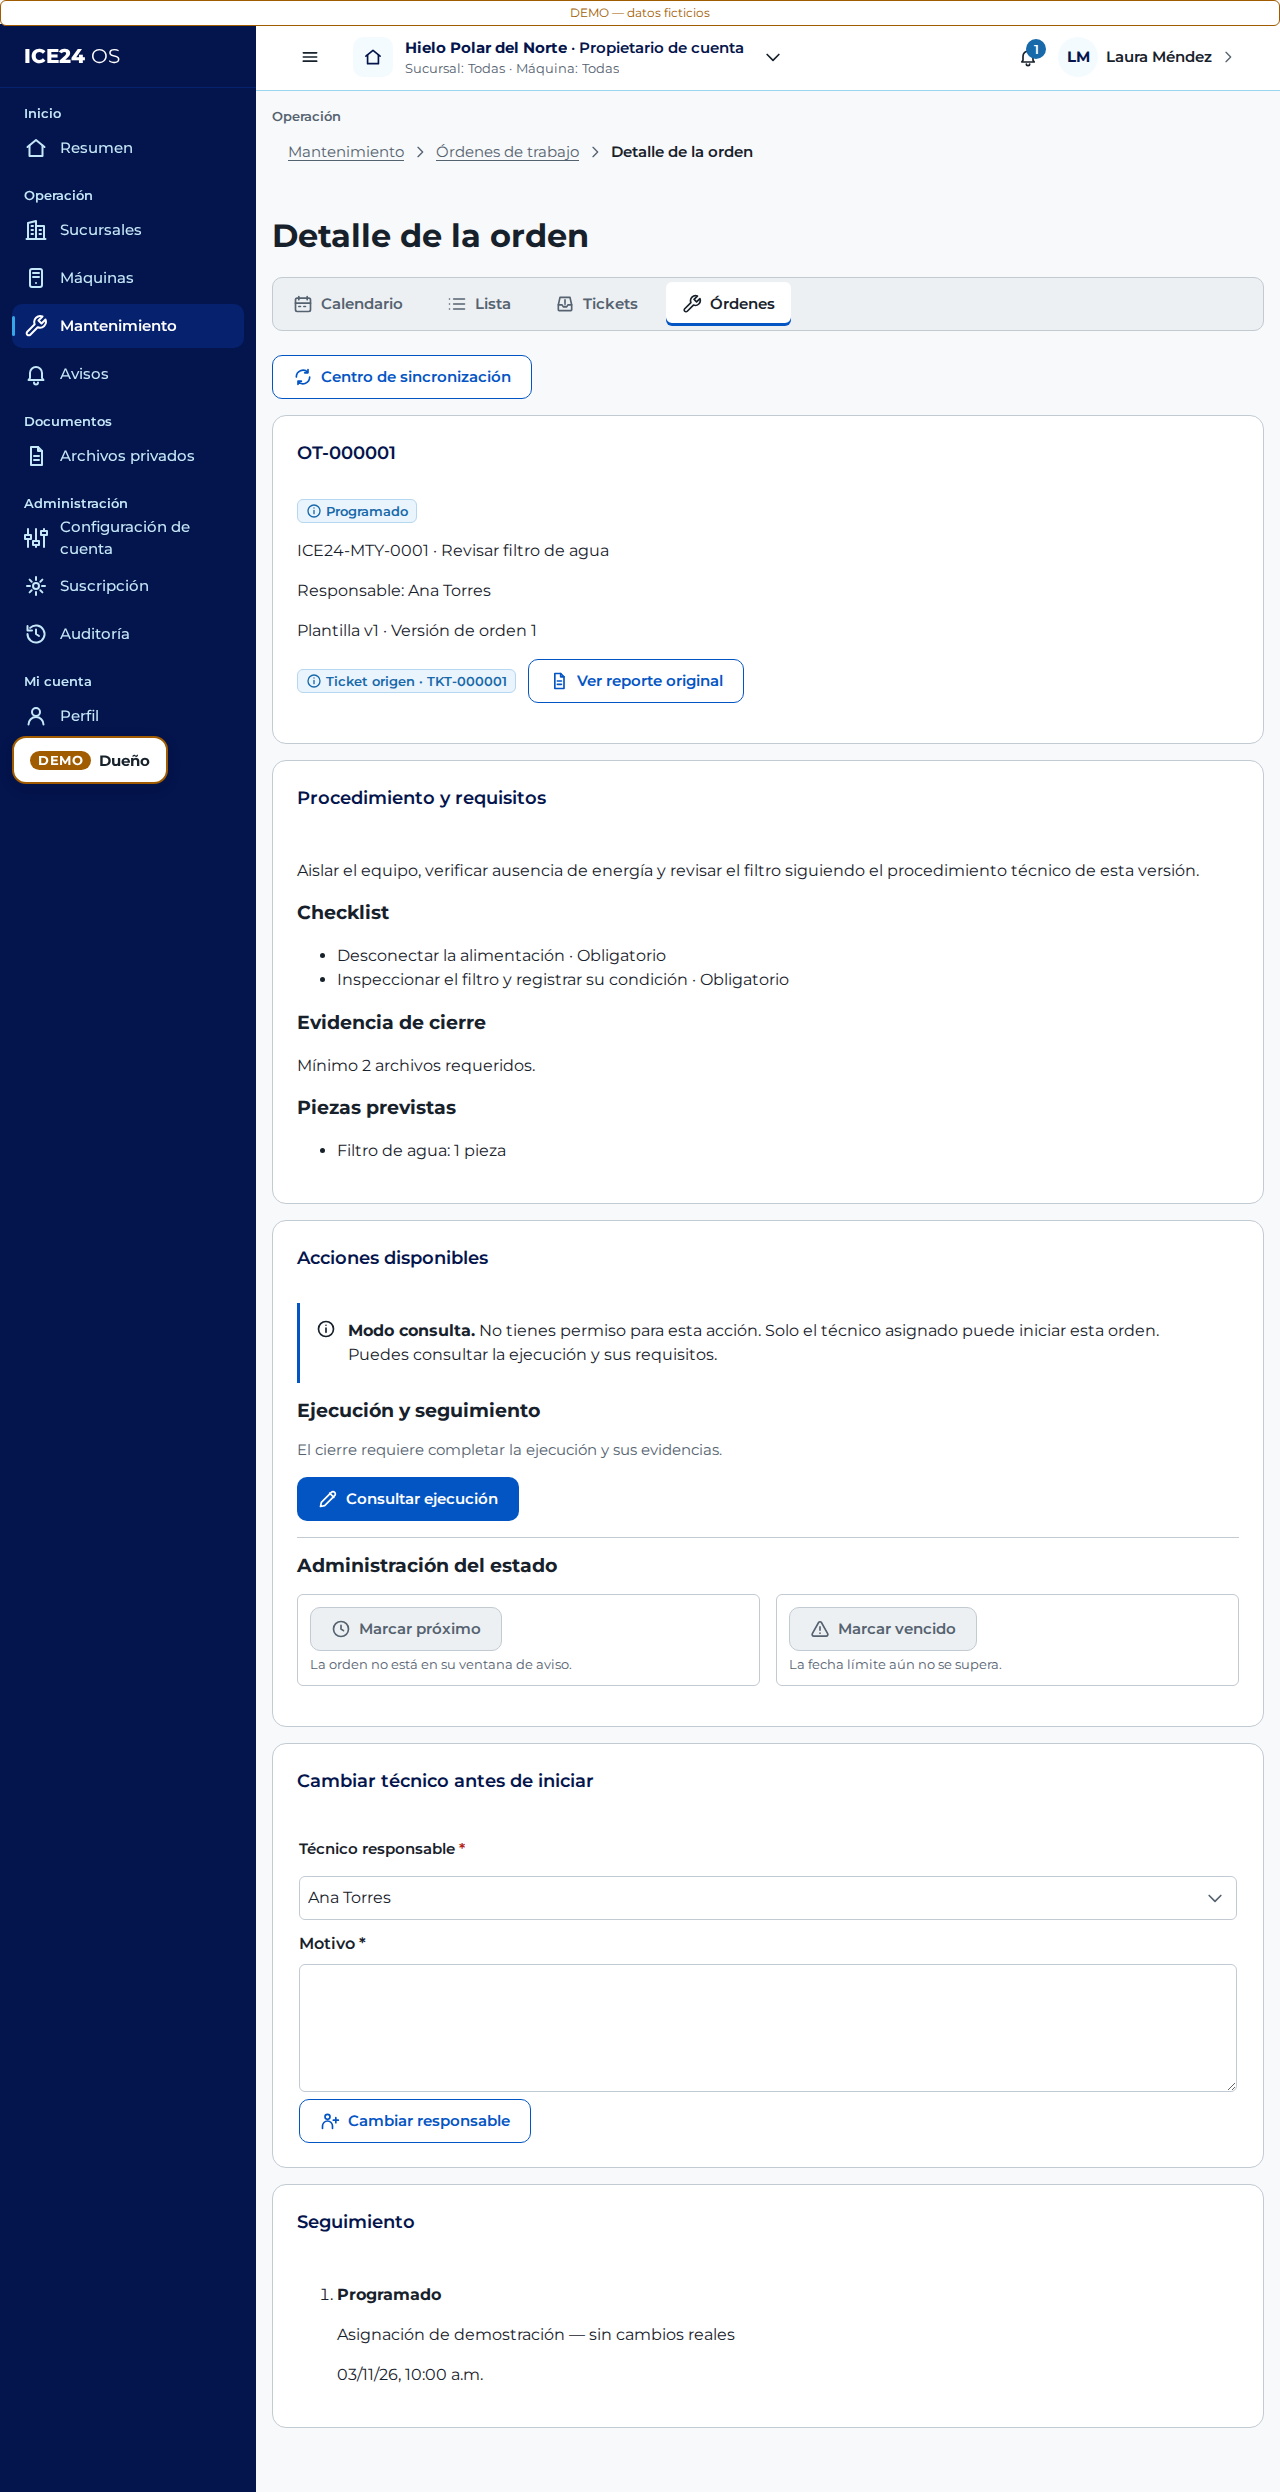 DEMO — datos ficticios
ICE24 OS
Hielo Polar del Norte · Propietario de cuenta
Sucursal: Todas · Máquina: Todas
1
LM
Laura Méndez
Inicio
Resumen
Operación
Sucursales
Máquinas
Mantenimiento
Avisos
Documentos
Archivos privados
Administración
Configuración de
cuenta
Suscripción
Auditoría
Mi cuenta
Perfil
DEMO Dueño
Operación
Mantenimiento > Órdenes de trabajo > Detalle de la orden
Detalle de la orden
Calendario
Lista
Tickets
Órdenes
Centro de sincronización
OT-000001
Programado
ICE24-MTY-0001 · Revisar filtro de agua
Responsable: Ana Torres
Plantilla v1 · Versión de orden 1
Ticket origen · TKT-000001
Ver reporte original
Procedimiento y requisitos
Aislar el equipo, verificar ausencia de energía y revisar el filtro siguiendo el procedimiento técnico de esta versión.
Checklist
• Desconectar la alimentación · Obligatorio
• Inspeccionar el filtro y registrar su condición · Obligatorio
Evidencia de cierre
Mínimo 2 archivos requeridos.
Piezas previstas
• Filtro de agua: 1 pieza
Acciones disponibles
Modo consulta. No tienes permiso para esta acción. Solo el técnico asignado puede iniciar esta orden.
Puedes consultar la ejecución y sus requisitos.
Ejecución y seguimiento
El cierre requiere completar la ejecución y sus evidencias.
Consultar ejecución
Administración del estado
Marcar próximo
La orden no está en su ventana de aviso.
Marcar vencido
La fecha límite aún no se supera.
Cambiar técnico antes de iniciar
Técnico responsable *
Ana Torres
Motivo *
Cambiar responsable
Seguimiento
1. Programado
Asignación de demostración — sin cambios reales
03/11/26, 10:00 a.m.